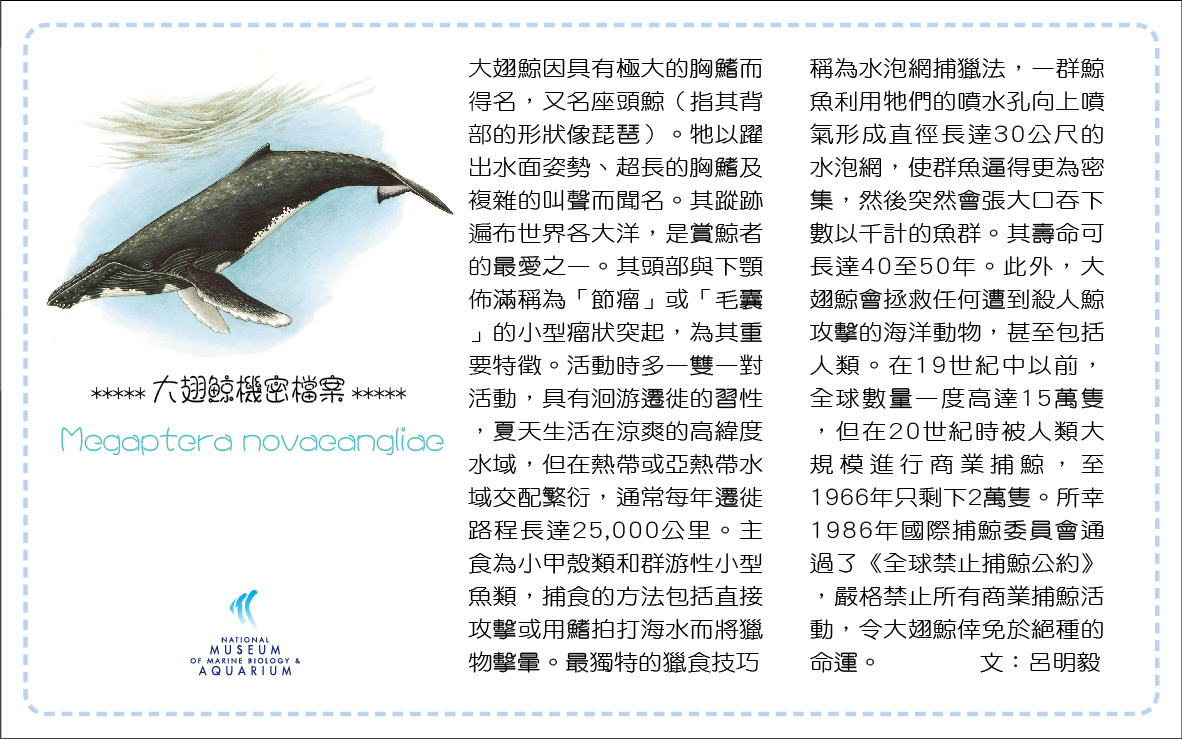 ***** 大翅鯨機密檔案 *****
Megaptera novaeangliae
NATIONAL
MUSEUM
OF MARINE BIOLOGY &
AQUARIUM
大翅鯨因具有極大的胸鰭而
得名，又名座頭鯨（指其背
部的形狀像琵琶）。牠以躍
出水面姿勢、超長的胸鰭及
複雜的叫聲而聞名。其蹤跡
遍布世界各大洋，是賞鯨者
的最愛之一。其頭部與下顎
佈滿稱為「節瘤」或「毛囊
」的小型瘤狀突起，為其重
要特徵。活動時多一雙一對
活動，具有洄游遷徙的習性
，夏天生活在涼爽的高緯度
水域，但在熱帶或亞熱帶水
域交配繁衍，通常每年遷徙
路程長達25,000公里。主
食為小甲殼類和群游性小型
魚類，捕食的方法包括直接
攻擊或用鰭拍打海水而將獵
物擊暈。最獨特的獵食技巧
稱為水泡網捕獵法，一群鯨
魚利用牠們的噴水孔向上噴
氣形成直徑長達30公尺的
水泡網，使群魚逼得更為密
集，然後突然會張大口吞下
數以千計的魚群。其壽命可
長達40至50年。此外，大
翅鯨會拯救任何遭到殺人鯨
攻擊的海洋動物，甚至包括
人類。在19世紀中以前，
全球數量一度高達15萬隻
，但在20世紀時被人類大
規模進行商業捕鯨，至
1966年只剩下2萬隻。所幸
1986年國際捕鯨委員會通
過了《全球禁止捕鯨公約》
，嚴格禁止所有商業捕鯨活
動，令大翅鯨倖免於絕種的
命運。 文：呂明毅